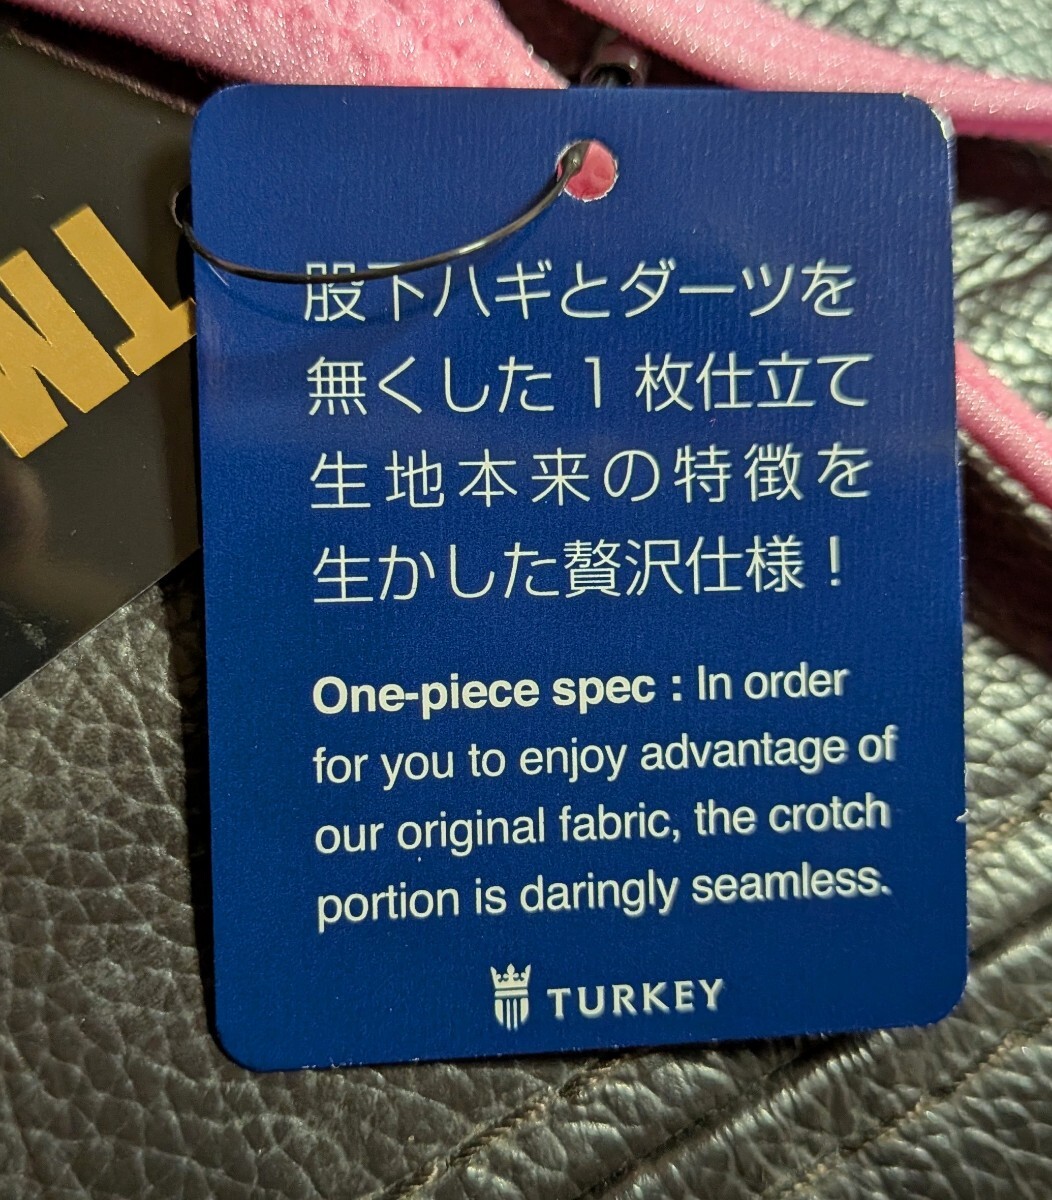 TM
股下ハギとダーツを
無くした1枚仕立て
生地本来の特徴を
生かした贅沢仕様！
One-piece spec : In order
for you to enjoy advantage of
our original fabric, the crotch
portion is daringly seamless.
TURKEY